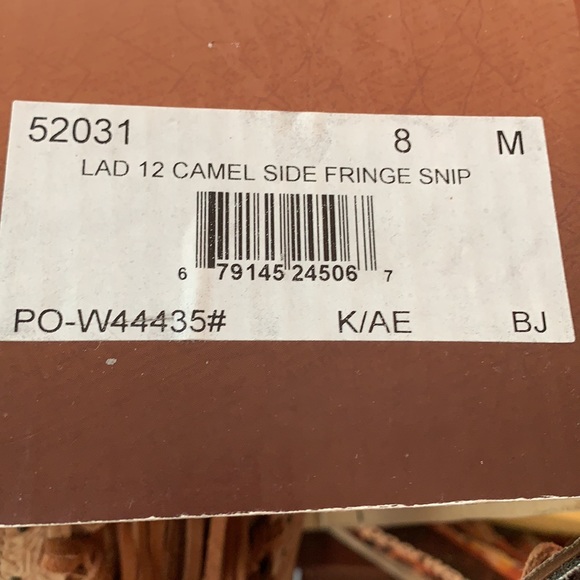 52031 8 M
LAD 12 CAMEL SIDE FRINGE SNIP
6 79145 24506 7
PO-W44435# K/AE BJ